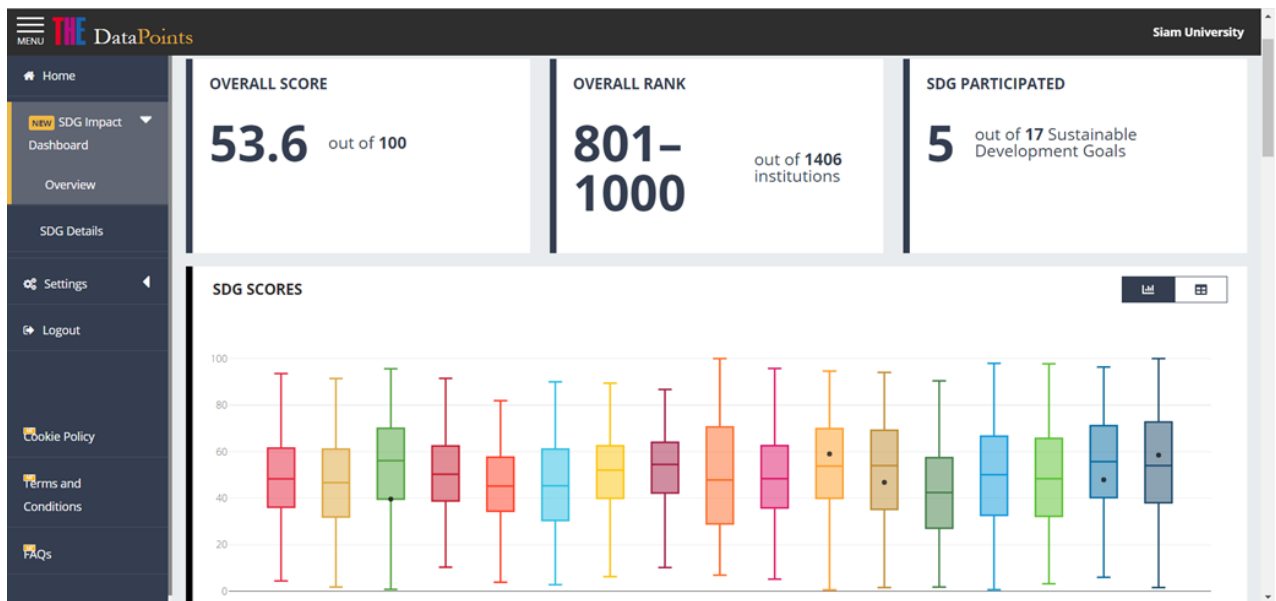 MENU THE DataPoints
Siam University
Home
NEW SDG Impact
Dashboard
Overview
SDG Details
Settings
Logout
Cookie Policy
Terms and
Conditions
FAQs
OVERALL SCORE
53.6 out of 100
OVERALL RANK
801–
1000
out of 1406
institutions
SDG PARTICIPATED
5
out of 17 Sustainable
Development Goals
SDG SCORES
100
80
60
40
20
0